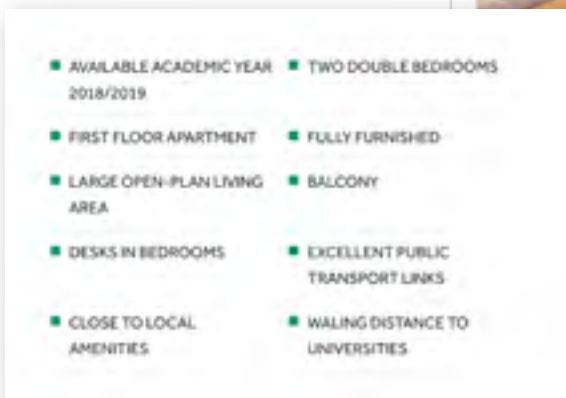 AVAILABLE ACADEMIC YEAR
2018/2019
TWO DOUBLE BEDROOMS
FIRST FLOOR APARTMENT
FULLY FURNISHED
LARGE OPEN-PLAN LIVING
AREA
BALCONY
DESKS IN BEDROOMS
EXCELLENT PUBLIC
TRANSPORT LINKS
CLOSE TO LOCAL
AMENITIES
WALING DISTANCE TO
UNIVERSITIES